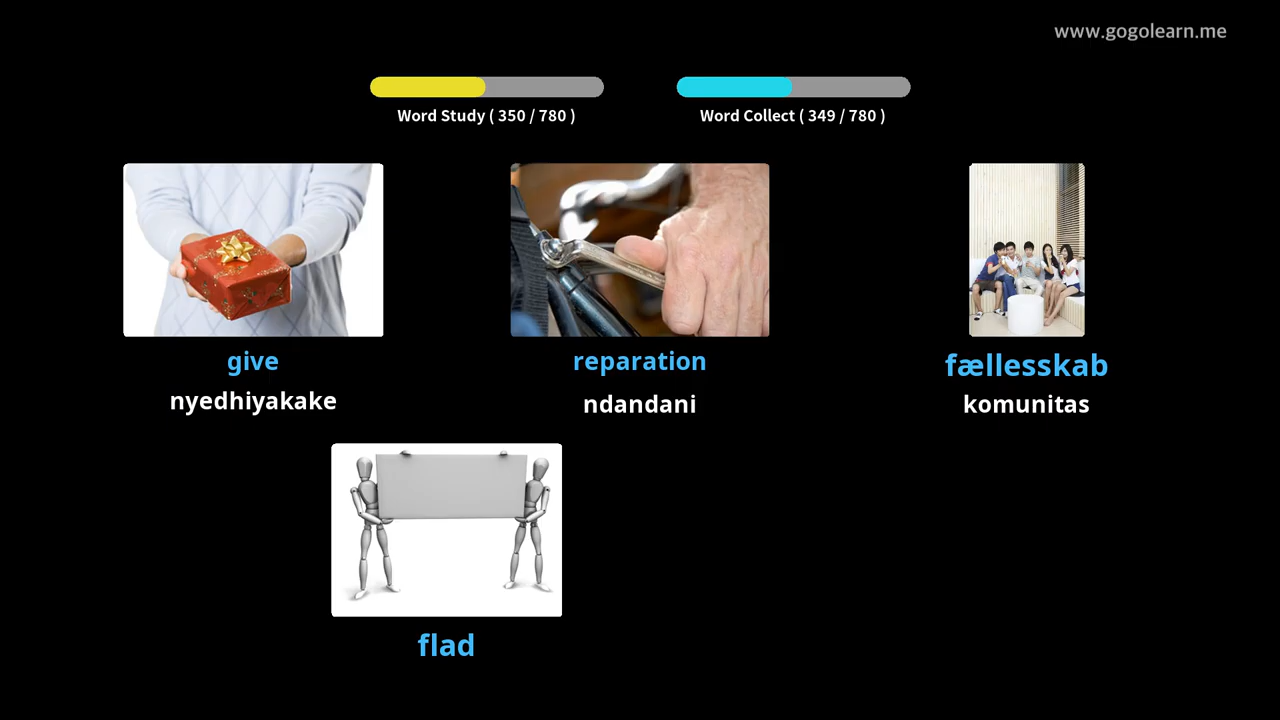 www.gogolearn.me
Word Study ( 350 / 780 )
Word Collect ( 349 / 780 )
give
nyedhiyakake
reparation
ndandani
fællesskab
komunitas
flad